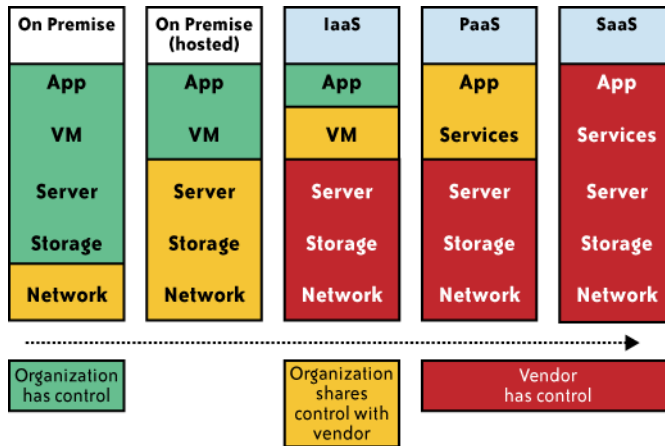 On Premise
App
VM
Server
Storage
Network
On Premise
(hosted)
App
VM
Server
Storage
Network
IaaS
App
VM
Server
Storage
Network
PaaS
App
Services
Server
Storage
Network
SaaS
App
Services
Server
Storage
Network
Organization
has control
Organization
shares
control with
vendor
Vendor
has control